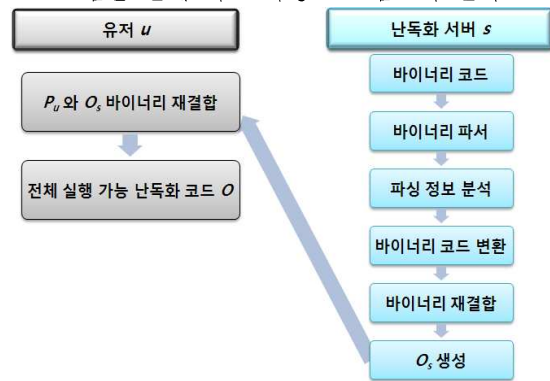 유저 u
난독화 서버 s
Pu 와 Os 바이너리 재결합
전체 실행 가능 난독화 코드 O
바이너리 코드
바이너리 파서
파싱 정보 분석
바이너리 코드 변환
바이너리 재결합
Os 생성